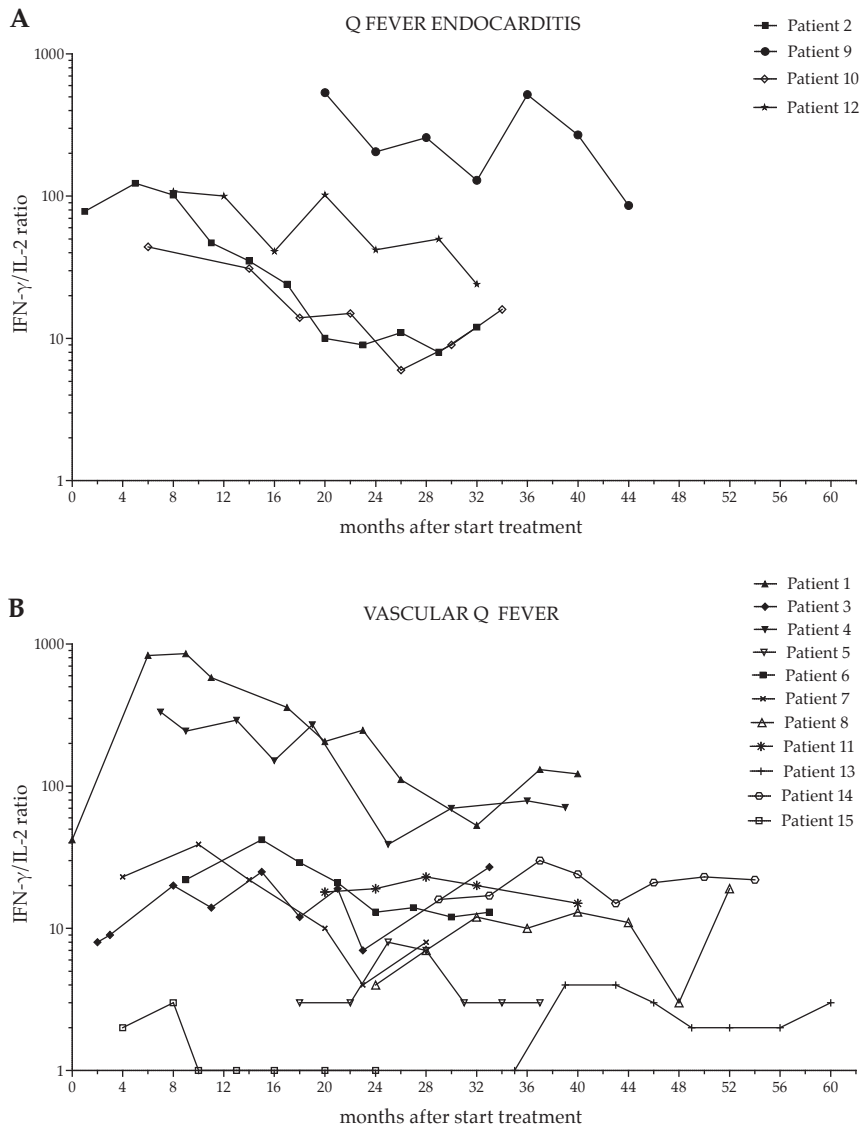 A
Q FEVER ENDOCARDITIS
Patient 2
Patient 9
Patient 10
Patient 12
1000
100
10
1
IFN-γ/IL-2 ratio
0 4 8 12 16 20 24 28 32 36 40 44 48 52 56 60
months after start treatment
B
VASCULAR Q FEVER
Patient 1
Patient 3
Patient 4
Patient 5
Patient 6
Patient 7
Patient 8
Patient 11
Patient 13
Patient 14
Patient 15
1000
100
10
1
IFN-γ/IL-2 ratio
0 4 8 12 16 20 24 28 32 36 40 44 48 52 56 60
months after start treatment